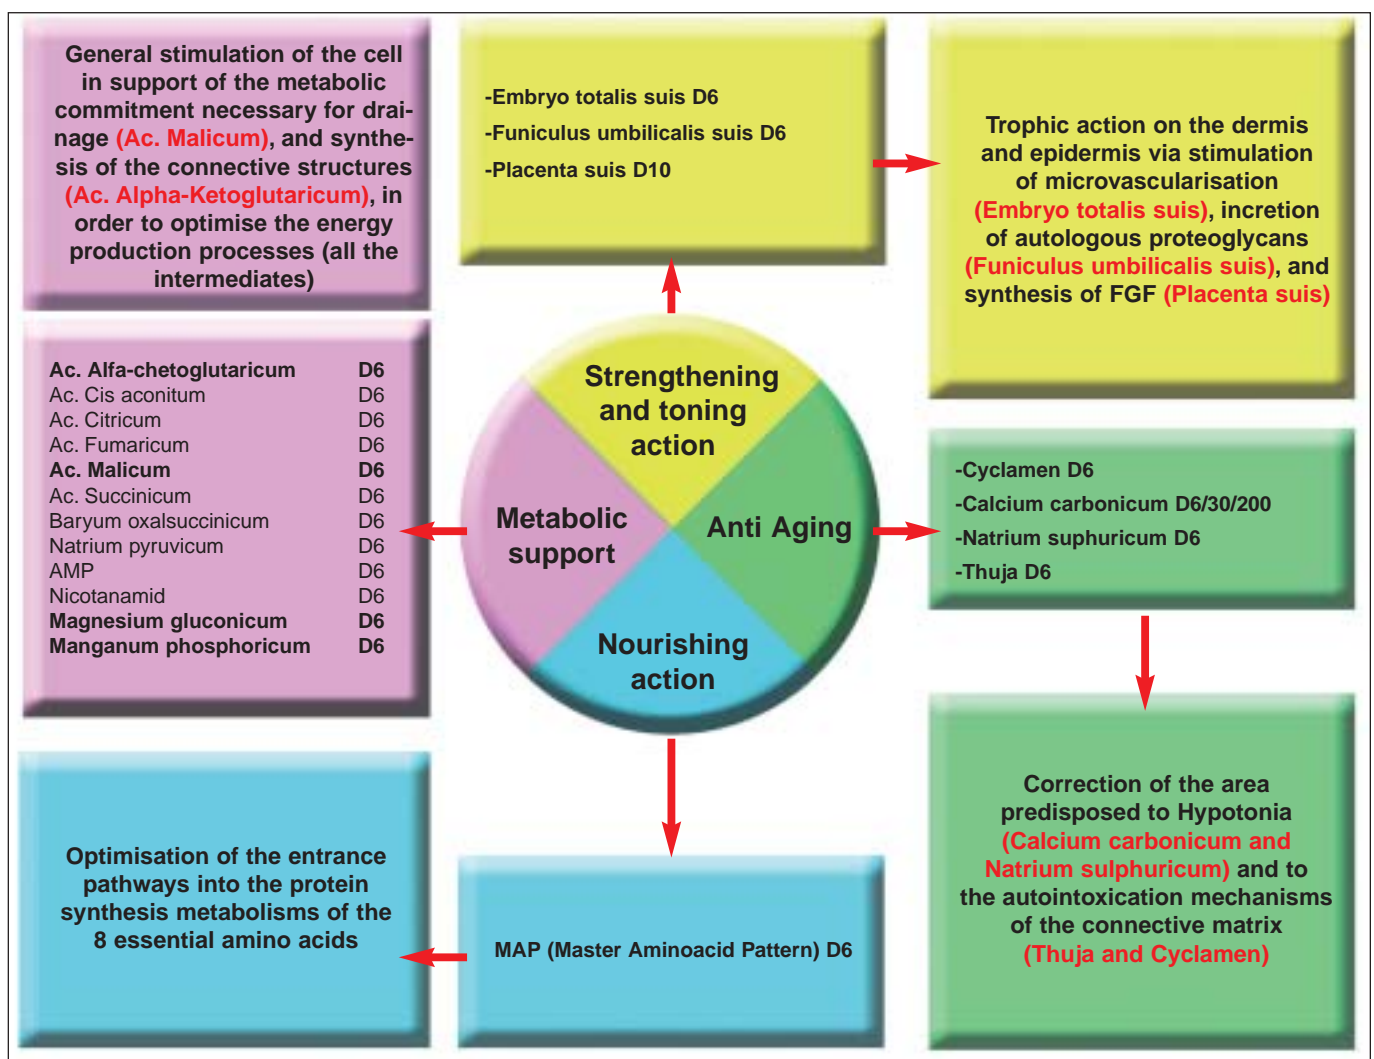 General stimulation of the cell
in support of the metabolic
commitment necessary for drai-
nage (Ac. Malicum), and synthe-
sis of the connective structures
(Ac. Alpha-Ketoglutaricum), in
order to optimise the energy
production processes (all the
intermediates)
-Embryo totalis suis D6
-Funiculus umbilicalis suis D6
-Placenta suis D10
Trophic action on the dermis
and epidermis via stimulation
of microvascularisation
(Embryo totalis suis), incretion
of autologous proteoglycans
(Funiculus umbilicalis suis), and
synthesis of FGF (Placenta suis)
Ac. Alfa-chetoglutaricum D6
Ac. Cis aconitum D6
Ac. Citricum D6
Ac. Fumaricum D6
Ac. Malicum D6
Ac. Succinicum D6
Baryum oxalsuccinicum D6
Natrium pyruvicum D6
AMP D6
Nicotanamid D6
Magnesium gluconicum D6
Manganum phosphoricum D6
Strengthening
and toning
action
Metabolic
support
Anti Aging
Nourishing
action
-Cyclamen D6
-Calcium carbonicum D6/30/200
-Natrium suphuricum D6
-Thuja D6
Correction of the area
predisposed to Hypotonia
(Calcium carbonicum and
Natrium sulphuricum) and to
the autointoxication mechanisms
of the connective matrix
(Thuja and Cyclamen)
Optimisation of the entrance
pathways into the protein
synthesis metabolisms of the
8 essential amino acids
MAP (Master Aminoacid Pattern) D6